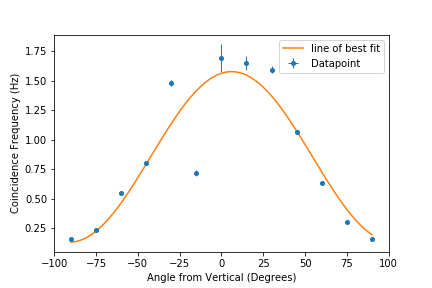 line of best fit
Datapoint
Coincidence Frequency (Hz)
1.75
1.50
1.25
1.00
0.75
0.50
0.25
−100 −75 −50 −25 0 25 50 75 100
Angle from Vertical (Degrees)